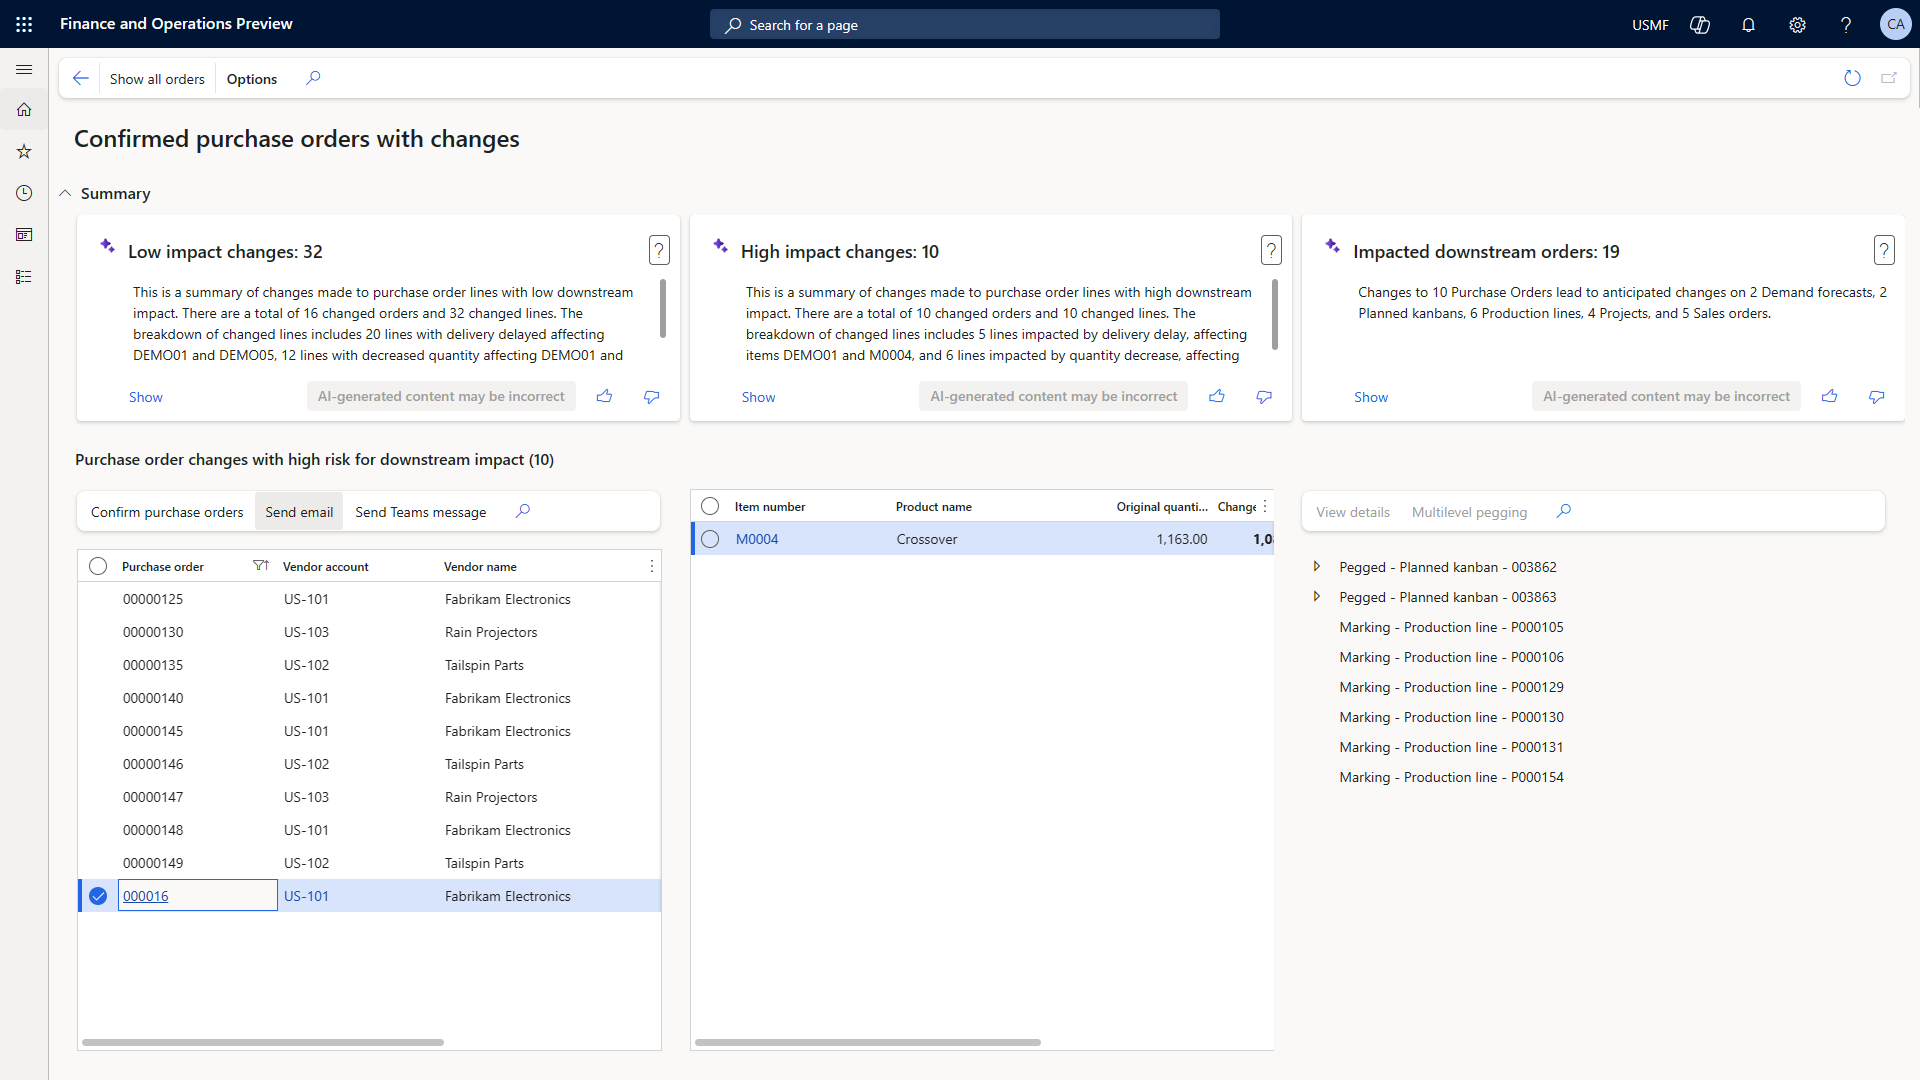 Finance and Operations Preview
Search for a page
USMF
?
CA
Show all orders
Options
Confirmed purchase orders with changes
Summary
Low impact changes: 32
?
This is a summary of changes made to purchase order lines with low downstream
impact. There are a total of 16 changed orders and 32 changed lines. The
breakdown of changed lines includes 20 lines with delivery delayed affecting
DEMO01 and DEMO05, 12 lines with decreased quantity affecting DEMO01 and
Show
AI-generated content may be incorrect
High impact changes: 10
?
This is a summary of changes made to purchase order lines with high downstream
impact. There are a total of 10 changed orders and 10 changed lines. The
breakdown of changed lines includes 5 lines impacted by delivery delay, affecting
items DEMO01 and M0004, and 6 lines impacted by quantity decrease, affecting
Show
AI-generated content may be incorrect
Impacted downstream orders: 19
?
Changes to 10 Purchase Orders lead to anticipated changes on 2 Demand forecasts, 2
Planned kanbans, 6 Production lines, 4 Projects, and 5 Sales orders.
Show
AI-generated content may be incorrect
Purchase order changes with high risk for downstream impact (10)
Confirm purchase orders
Send email
Send Teams message
Purchase order Vendor account Vendor name
00000125 US-101 Fabrikam Electronics
00000130 US-103 Rain Projectors
00000135 US-102 Tailspin Parts
00000140 US-101 Fabrikam Electronics
00000145 US-101 Fabrikam Electronics
00000146 US-102 Tailspin Parts
00000147 US-103 Rain Projectors
00000148 US-101 Fabrikam Electronics
00000149 US-102 Tailspin Parts
000016 US-101 Fabrikam Electronics
Item number Product name Original quanti... Change
M0004 Crossover 1,163.00
View details
Multilevel pegging
Pegged - Planned kanban - 003862
Pegged - Planned kanban - 003863
Marking - Production line - P000105
Marking - Production line - P000106
Marking - Production line - P000129
Marking - Production line - P000130
Marking - Production line - P000131
Marking - Production line - P000154